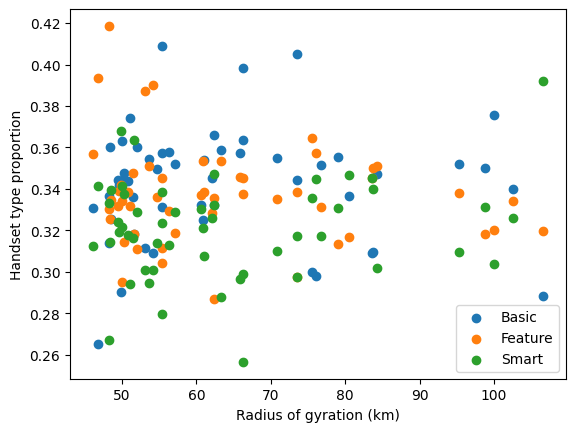 0.42
0.40
0.38
0.36
0.34
0.32
0.30
0.28
0.26
Handset type proportion
Basic
Feature
Smart
50 60 70 80 90 100
Radius of gyration (km)